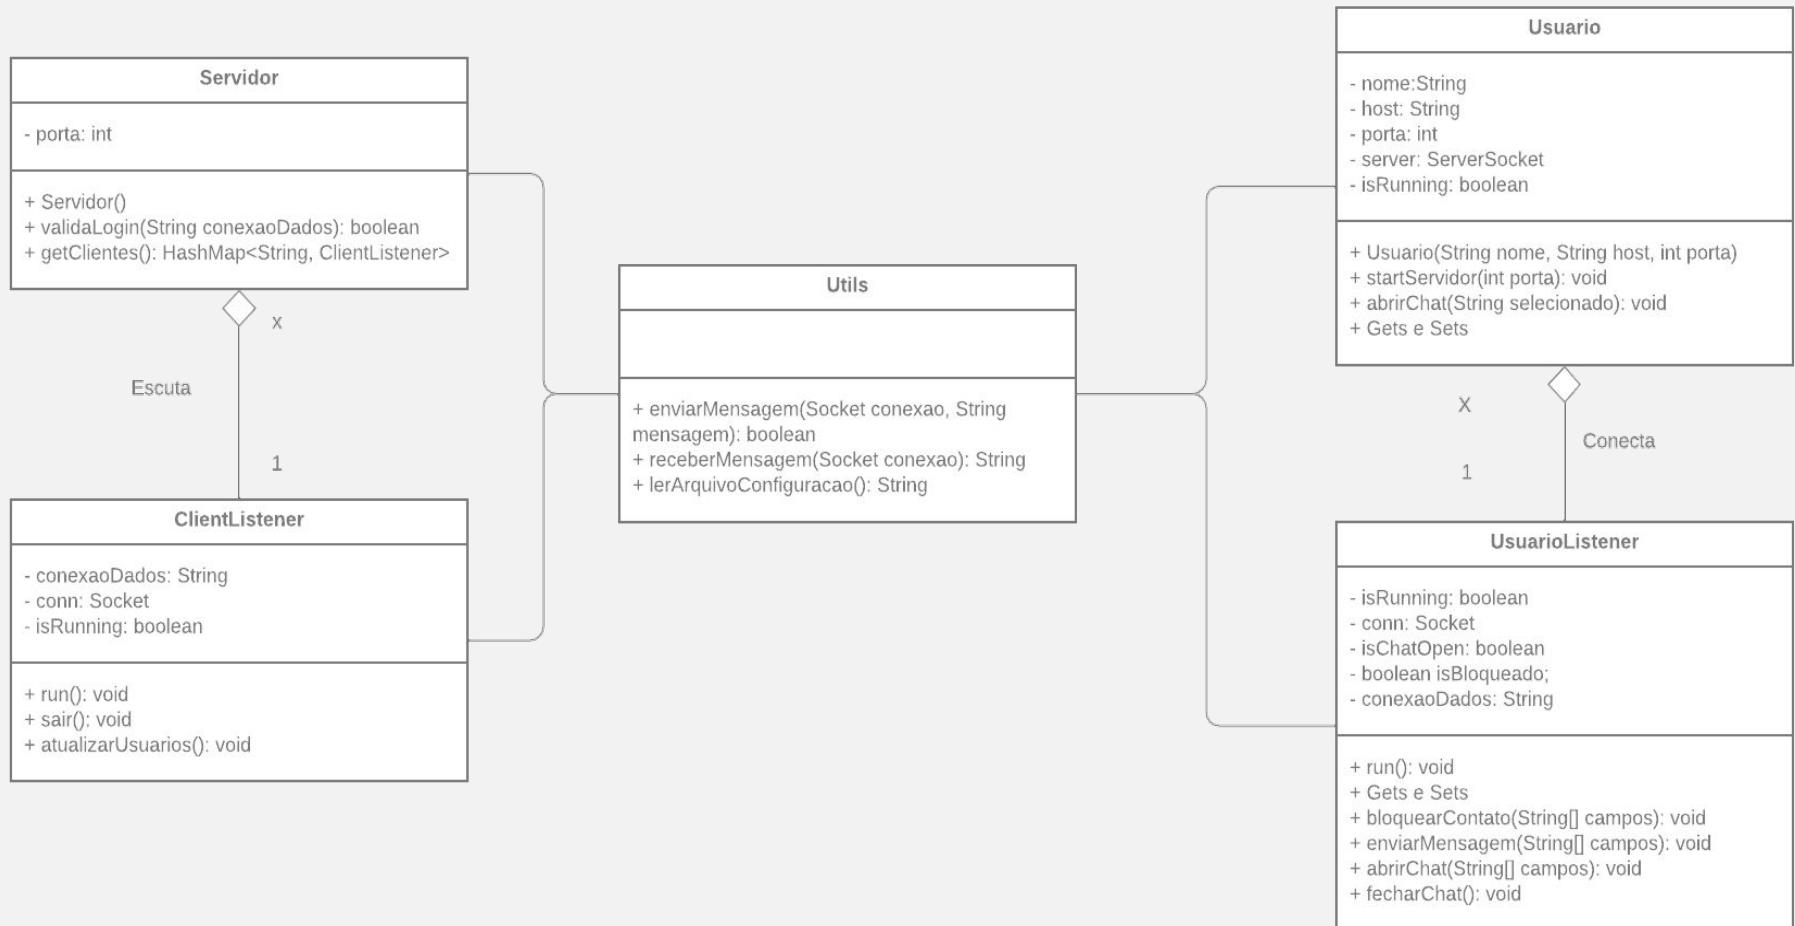 Servidor
- porta: int
+ Servidor()
+ validaLogin(String conexaoDados): boolean
+ getClientes(): HashMap<String, ClientListener>
x
Escuta
1
ClientListener
- conexaoDados: String
- conn: Socket
- isRunning: boolean
+ run(): void
+ sair(): void
+ atualizarUsuarios(): void
Utils
+ enviarMensagem(Socket conexao, String
mensagem): boolean
+ receberMensagem(Socket conexao): String
+ lerArquivoConfiguracao(): String
Usuario
- nome:String
- host: String
- porta: int
- server: ServerSocket
- isRunning: boolean
+ Usuario(String nome, String host, int porta)
+ startServidor(int porta): void
+ abrirChat(String selecionado): void
+ Gets e Sets
X
Conecta
1
UsuarioListener
- isRunning: boolean
- conn: Socket
- isChatOpen: boolean
- boolean isBloqueado;
- conexaoDados: String
+ run(): void
+ Gets e Sets
+ bloquearContato(String[] campos): void
+ enviarMensagem(String[] campos): void
+ abrirChat(String[] campos): void
+ fecharChat(): void